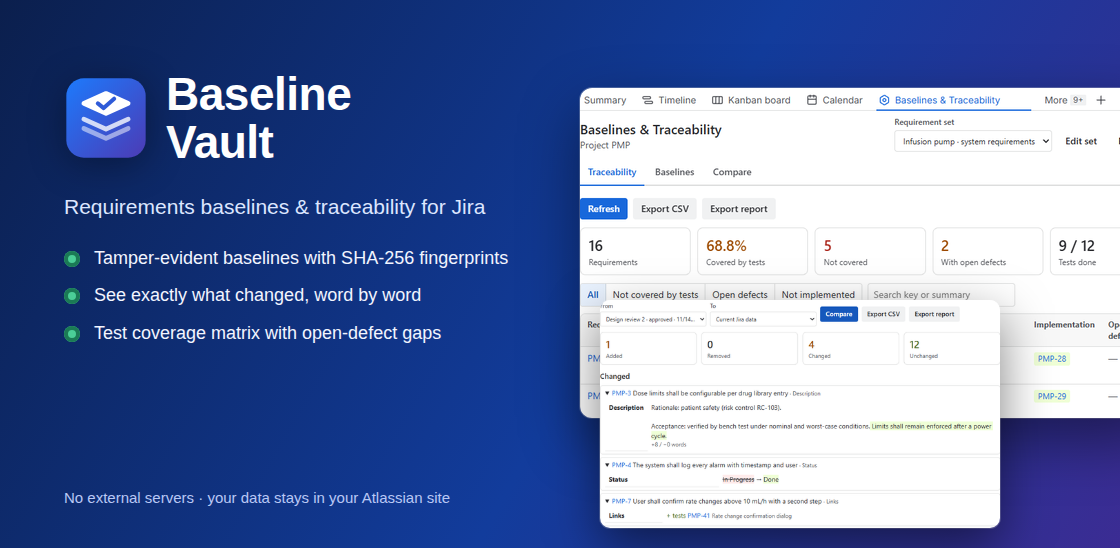 Baseline
Vault
Requirements baselines & traceability for Jira
Tamper-evident baselines with SHA-256 fingerprints
See exactly what changed, word by word
Test coverage matrix with open-defect gaps
No external servers · your data stays in your Atlassian site
Summary Timeline Kanban board Calendar Baselines & Traceability More 9+
Baselines & Traceability
Project PMP
Requirement set
Infusion pump · system requirements
Edit set
Traceability Baselines Compare
Refresh Export CSV Export report
16 68.8% 5 2 9 / 12
Requirements Covered by tests Not covered With open defects Tests done
All Not covered by tests Open defects Not implemented Search key or summary
Implementation
PMP-28
PMP-29
To
Design review 2 - approved - 11/14... Current Jira data Compare Export CSV Export report
1 0 4 12
Added Removed Changed Unchanged
Changed
PMP-3 Dose limits shall be configurable per drug library entry · Description
Description Rationale: patient safety (risk control RC-103).
Acceptance: verified by bench test under nominal and worst-case conditions. Limits shall remain enforced after a power
cycle.
+8 / −0 words
PMP-4 The system shall log every alarm with timestamp and user · Status
Status In Progress → Done
PMP-7 User shall confirm rate changes above 10 mL/h with a second step · Links
Links + tests PMP-41 Rate change confirmation dialog